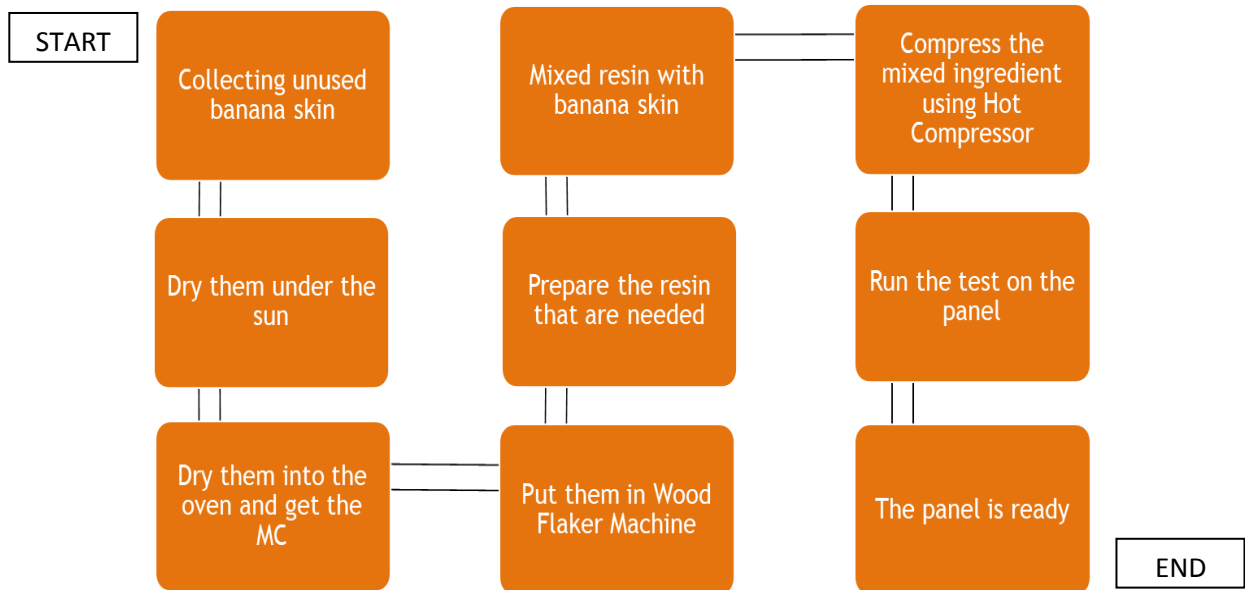 START
Collecting unused
banana skin
Dry them under the
sun
Dry them into the
oven and get the
MC
Put them in Wood
Flaker Machine
Prepare the resin
that are needed
Mixed resin with
banana skin
Compress the
mixed ingredient
using Hot
Compressor
Run the test on the
panel
The panel is ready
END